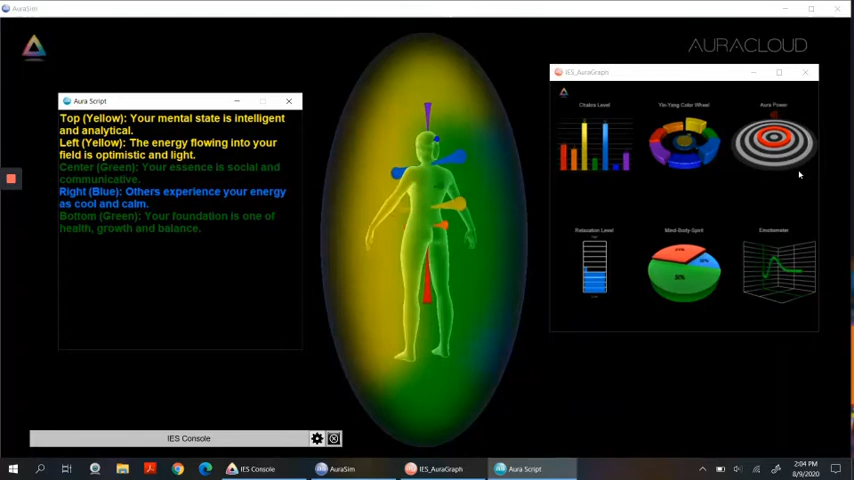 AuraSim
AURACLOUD
IES_AuraGraph
Aura Script
Top (Yellow): Your mental state is intelligent
and analytical.
Left (Yellow): The energy flowing into your
field is optimistic and light.
Center (Green): Your essence is social and
communicative.
Right (Blue): Others experience your energy
as cool and calm.
Bottom (Green): Your foundation is one of
health, growth and balance.
Chakra Level
Yin-Yang Color Wheel
Aura Power
Relaxation Level
Mind-Body-Spirit
Emotiometer
50%
IES Console
IES Console
AuraSim
IES_AuraGraph
Aura Script
2:04 PM
8/9/2020